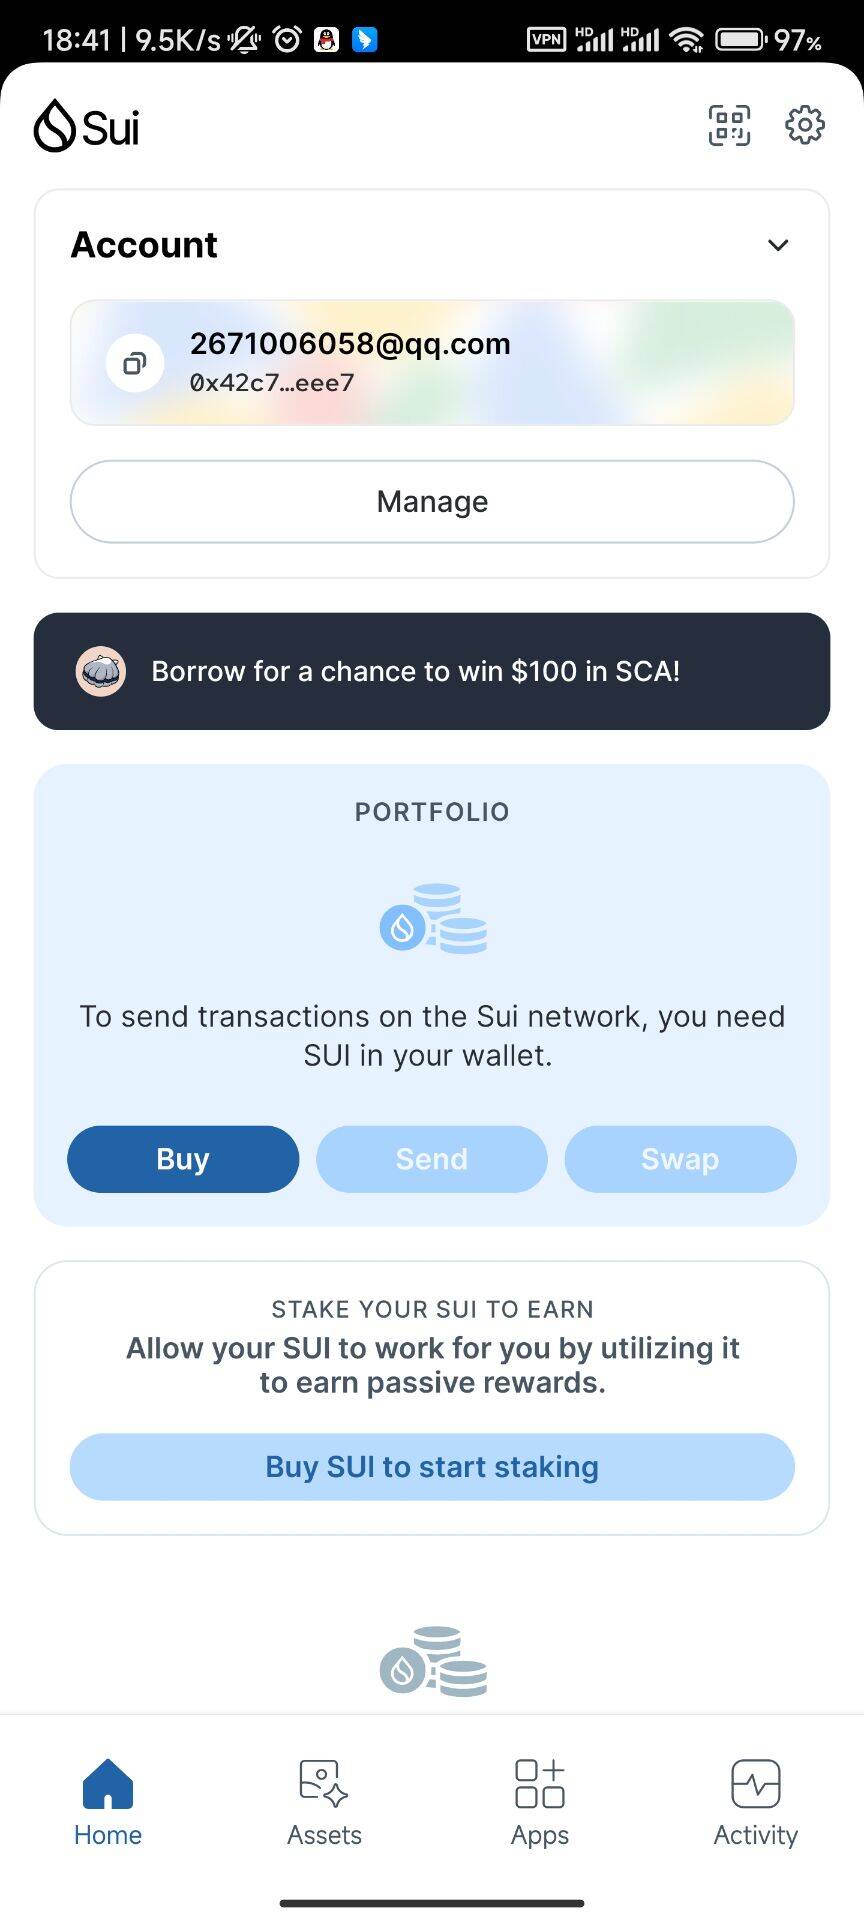 18:41 | 9.5K/s
VPN HD HD 97%
Sui
Account
2671006058@qq.com
0x42c7…eee7
Manage
Borrow for a chance to win $100 in SCA!
PORTFOLIO
To send transactions on the Sui network, you need
SUI in your wallet.
Buy Send Swap
STAKE YOUR SUI TO EARN
Allow your SUI to work for you by utilizing it
to earn passive rewards.
Buy SUI to start staking
Home Assets Apps Activity